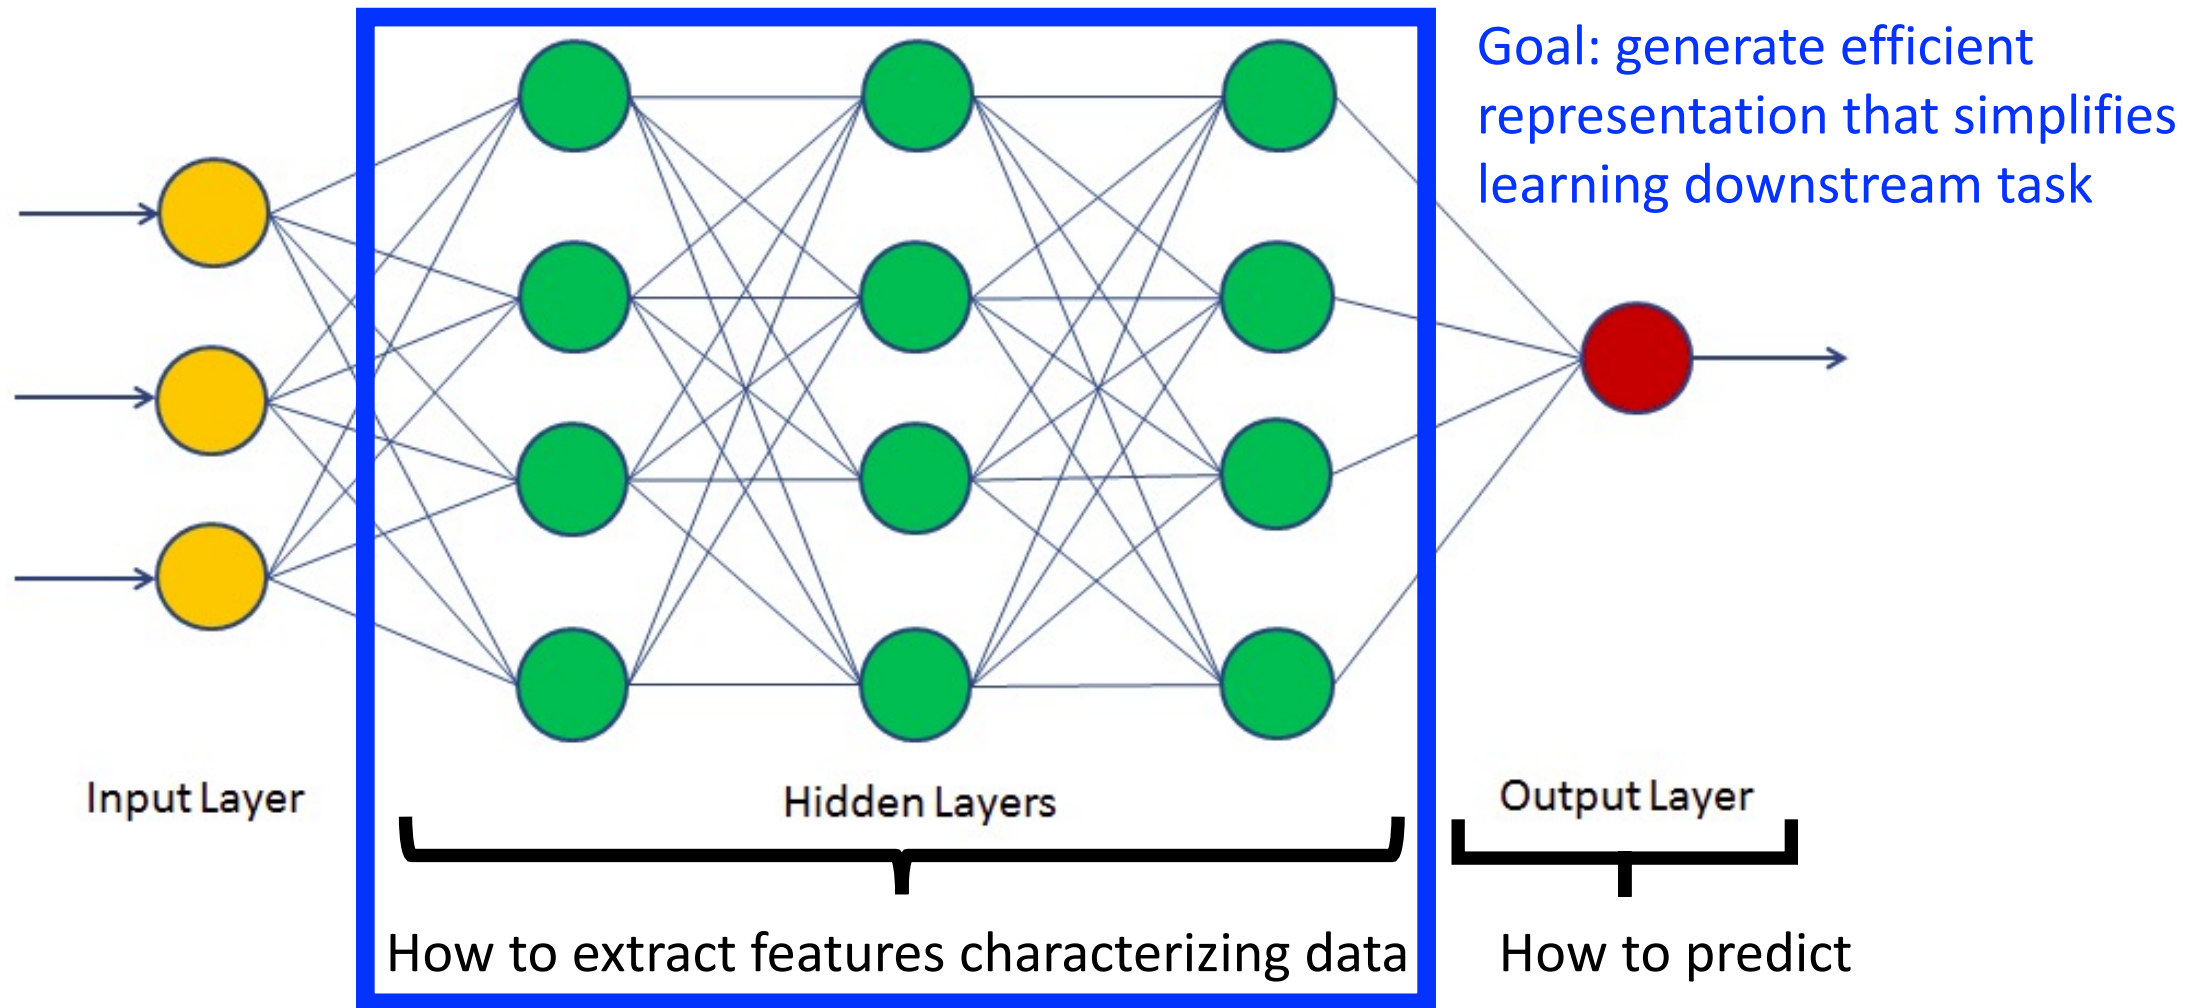 Goal: generate efficient
representation that simplifies
learning downstream task
Input Layer
Hidden Layers
Output Layer
How to extract features characterizing data
How to predict